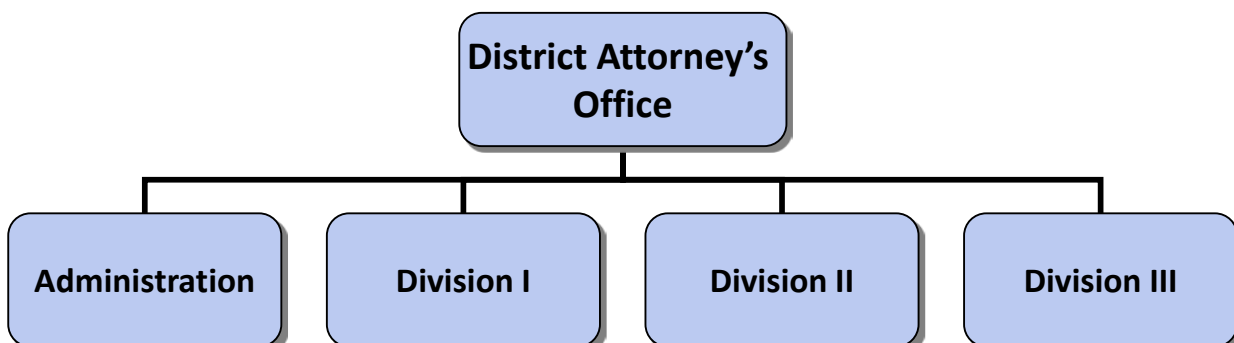 District Attorney’s
Office
Administration
Division I
Division II
Division III